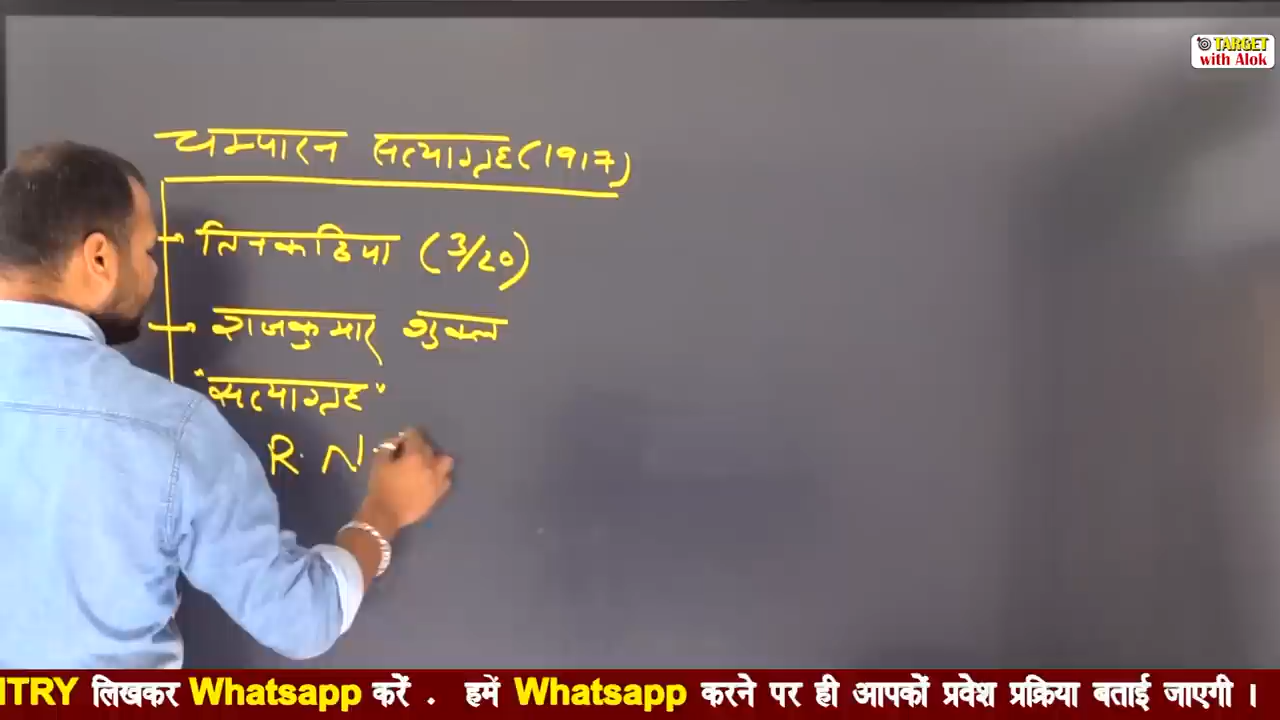 TARGET
with Alok
चम्पारन सत्याग्रह (1917)
तिनकठिया (3/20)
राजकुमार शुक्ल
"सत्याग्रह"
R. N.
NTRY लिखकर Whatsapp करें . हमें Whatsapp करने पर ही आपकों प्रवेश प्रक्रिया बताई जाएगी ।